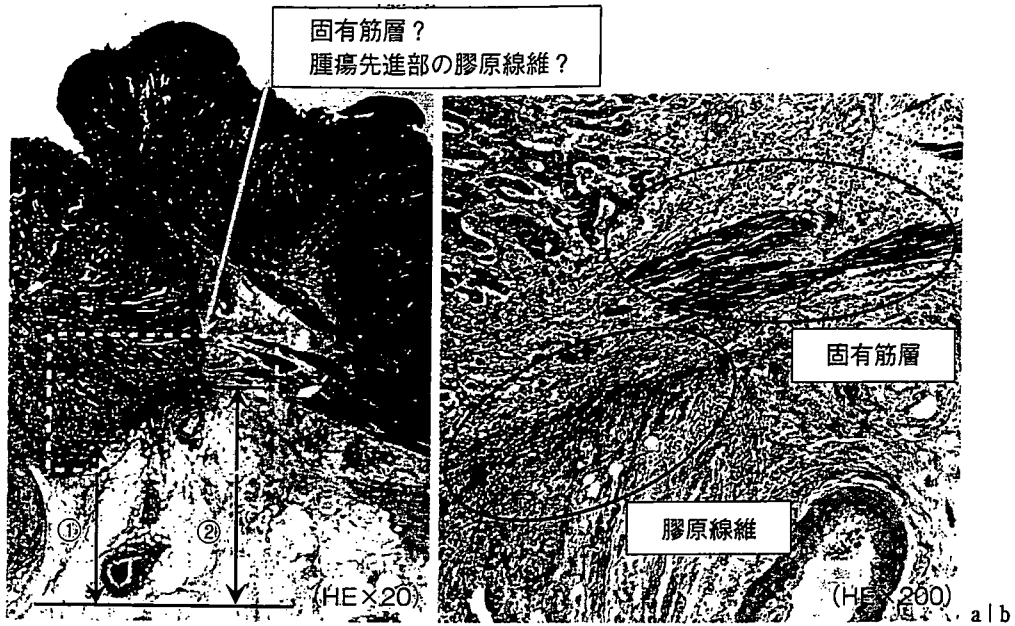 固有筋層?
腫瘍先進部の膠原線維?
①
②
(HE×20)
固有筋層
膠原線維
(HE×200)
a|b